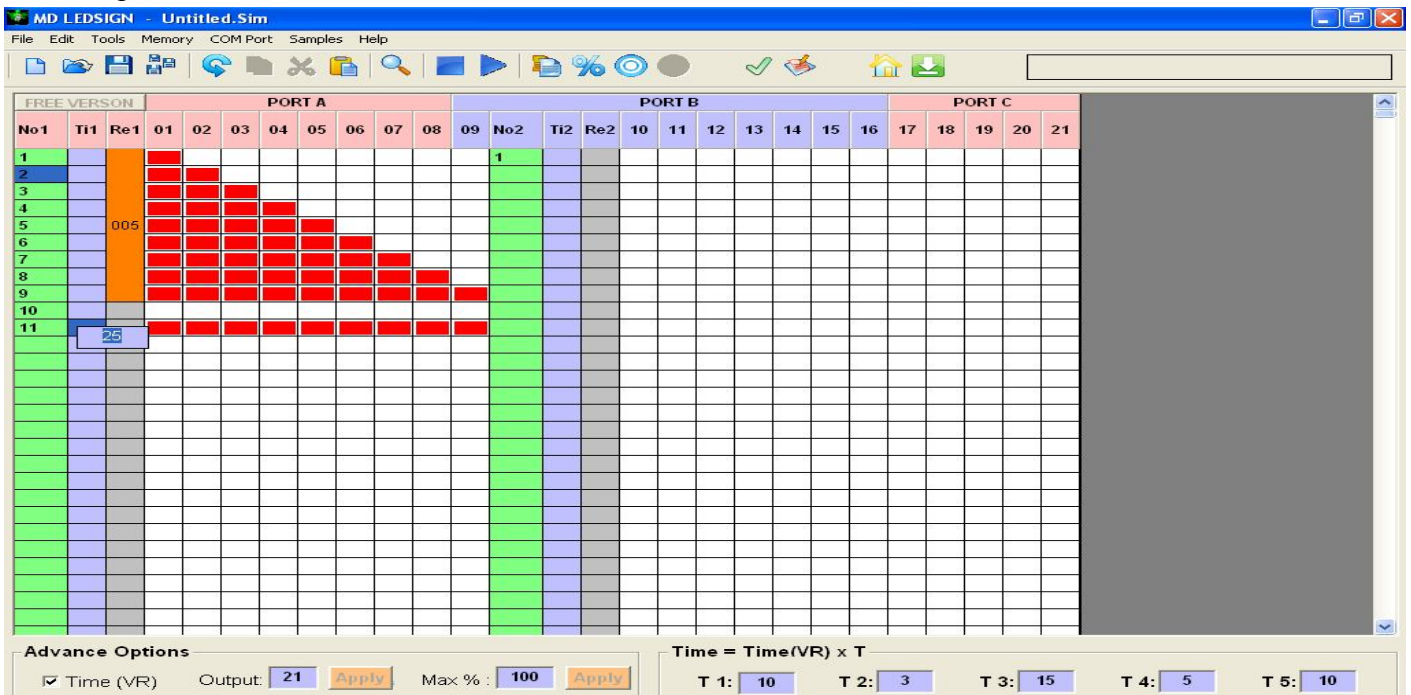 MD LEDSIGN - Untitled.Sim
File Edit Tools Memory COM Port Samples Help
FREE VERSON PORT A PORT B PORT C
No1 Ti1 Re1 01 02 03 04 05 06 07 08 09 No2 Ti2 Re2 10 11 12 13 14 15 16 17 18 19 20 21
1 1
2
3
4
5 005
6
7
8
9
10
11
25
Advance Options Time = Time(VR) x T
Time (VR) Output: 21 Apply Max % : 100 Apply T 1: 10 T 2: 3 T 3: 15 T 4: 5 T 5: 10